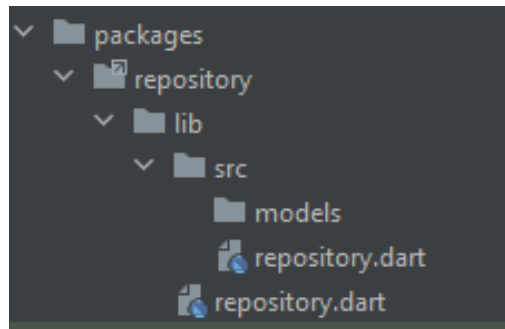 packages
repository
lib
src
models
repository.dart
repository.dart